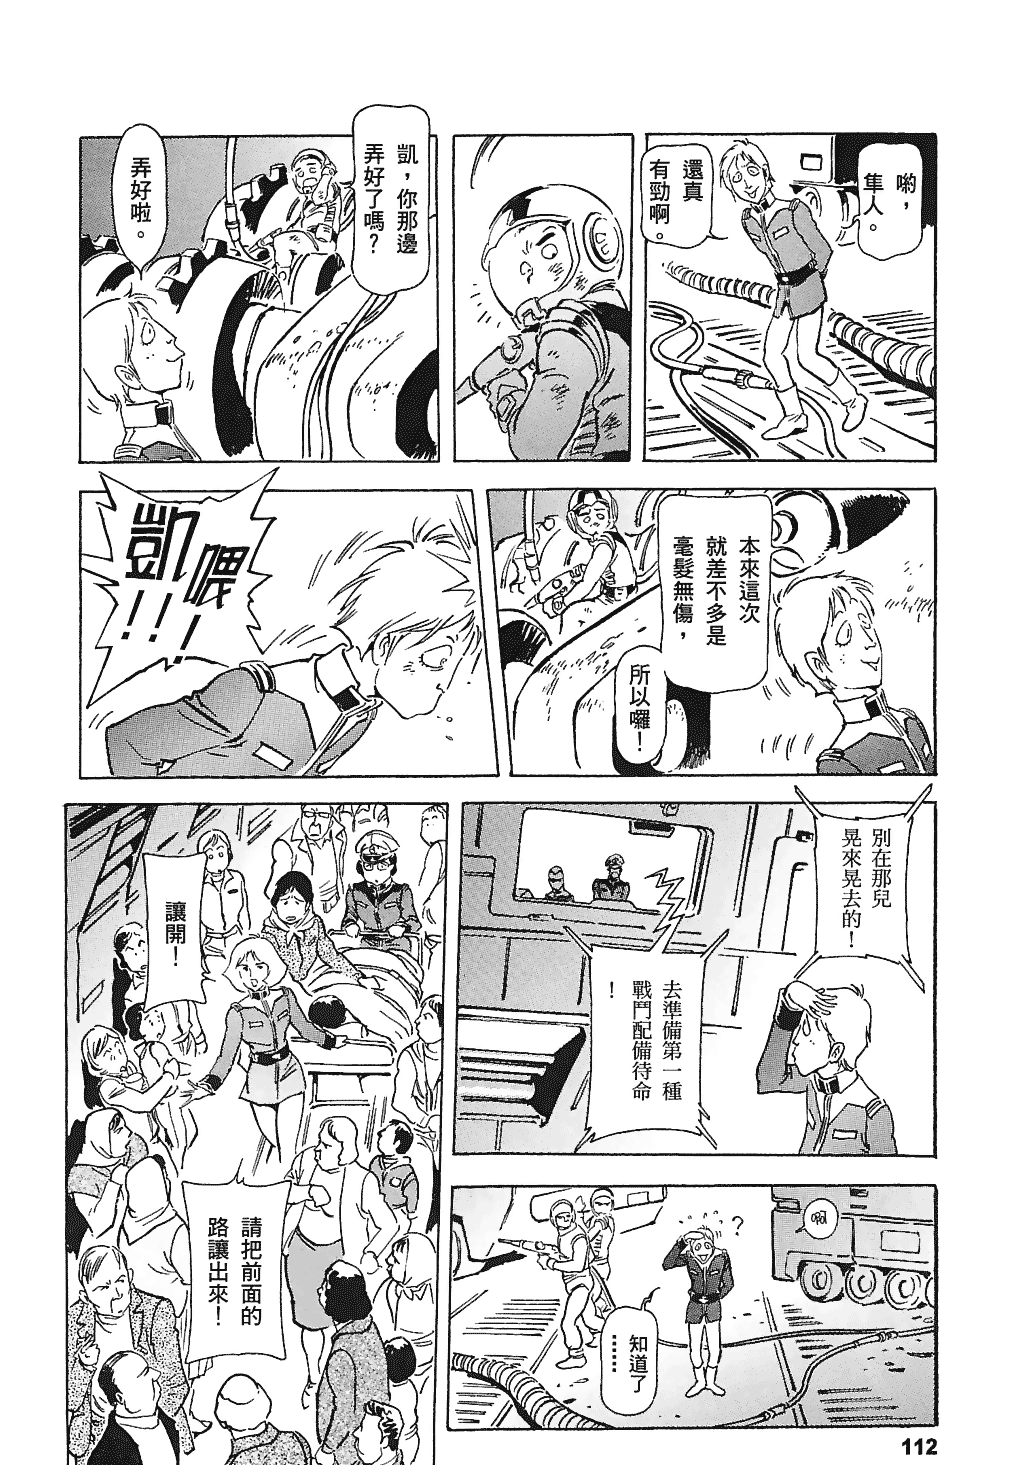 喲，
隼人。
還真
有勁啊。
凱，你那邊
弄好了嗎？
弄好啦。
本來這次
就差不多是
毫髮無傷，
所以囉！
喂！
凱!!
別在那兒
晃來晃去的！
去準備第一種
戰鬥配備待命
！
？
啊
知道了
……
讓開！
請把前面的
路讓出來！
112